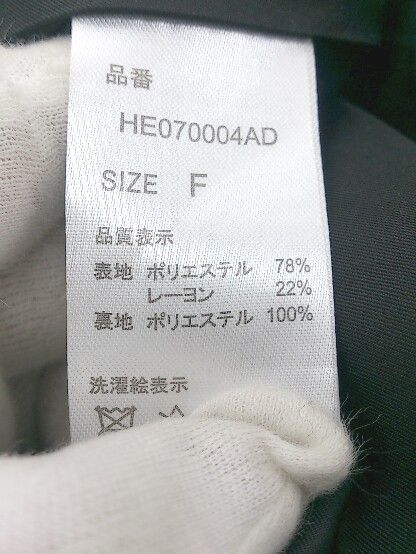 品番
HE070004AD
SIZE F
品質表示
表地 ポリエステル 78%
レーヨン 22%
裏地 ポリエステル 100%
洗濯絵表示